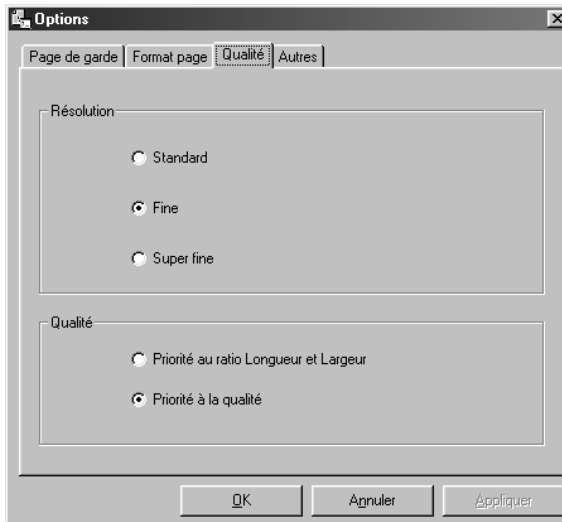 Options
Page de garde Format page Qualité Autres
Résolution
Standard
Fine
Super fine
Qualité
Priorité au ratio Longueur et Largeur
Priorité à la qualité
OK Annuler Appliquer